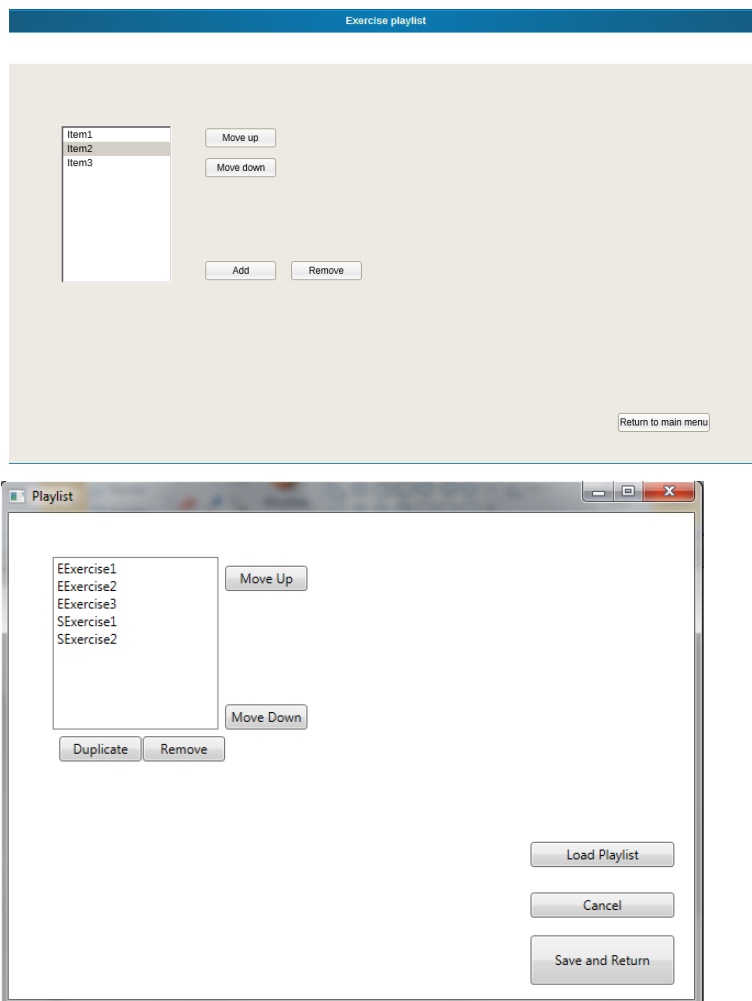 Exercise playlist
Item1
Move up
Item2
Move down
Item3
Add
Remove
Return to main menu
Playlist
EExercise1
Move Up
EExercise2
EExercise3
SExercise1
SExercise2
Move Down
Duplicate
Remove
Load Playlist
Cancel
Save and Return